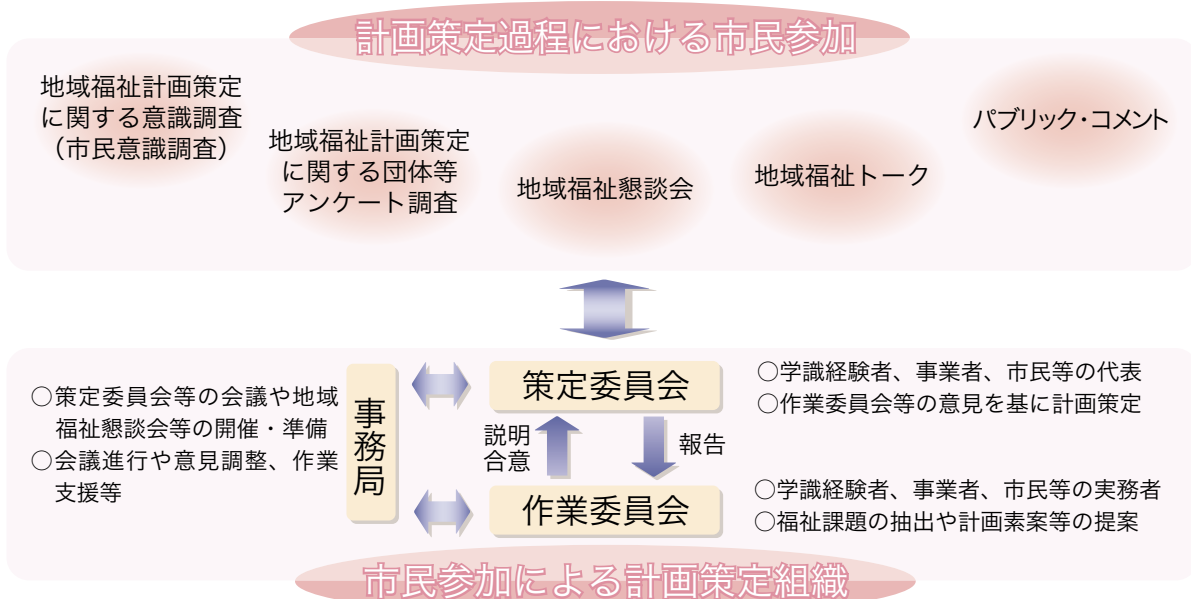 計画策定過程における市民参加
地域福祉計画策定
に関する意識調査
（市民意識調査）
地域福祉計画策定
に関する団体等
アンケート調査
地域福祉懇談会
地域福祉トーク
パブリック・コメント
○策定委員会等の会議や地域
福祉懇談会等の開催・準備
○会議進行や意見調整、作業
支援等
事務局
策定委員会
説明
合意
報告
作業委員会
○学識経験者、事業者、市民等の代表
○作業委員会等の意見を基に計画策定
○学識経験者、事業者、市民等の実務者
○福祉課題の抽出や計画素案等の提案
市民参加による計画策定組織